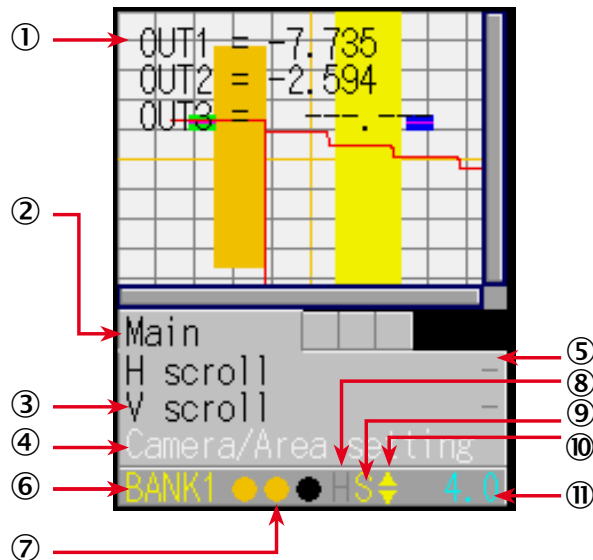 ①
OUT1 = -7.735
OUT2 = -2.594
OUT3 = ---.---
②
Main
⑤
H scroll -
⑧
③
V scroll -
⑨
④
Camera/Area setting
⑩
⑥
BANK1 H S 4.0
⑪
⑦